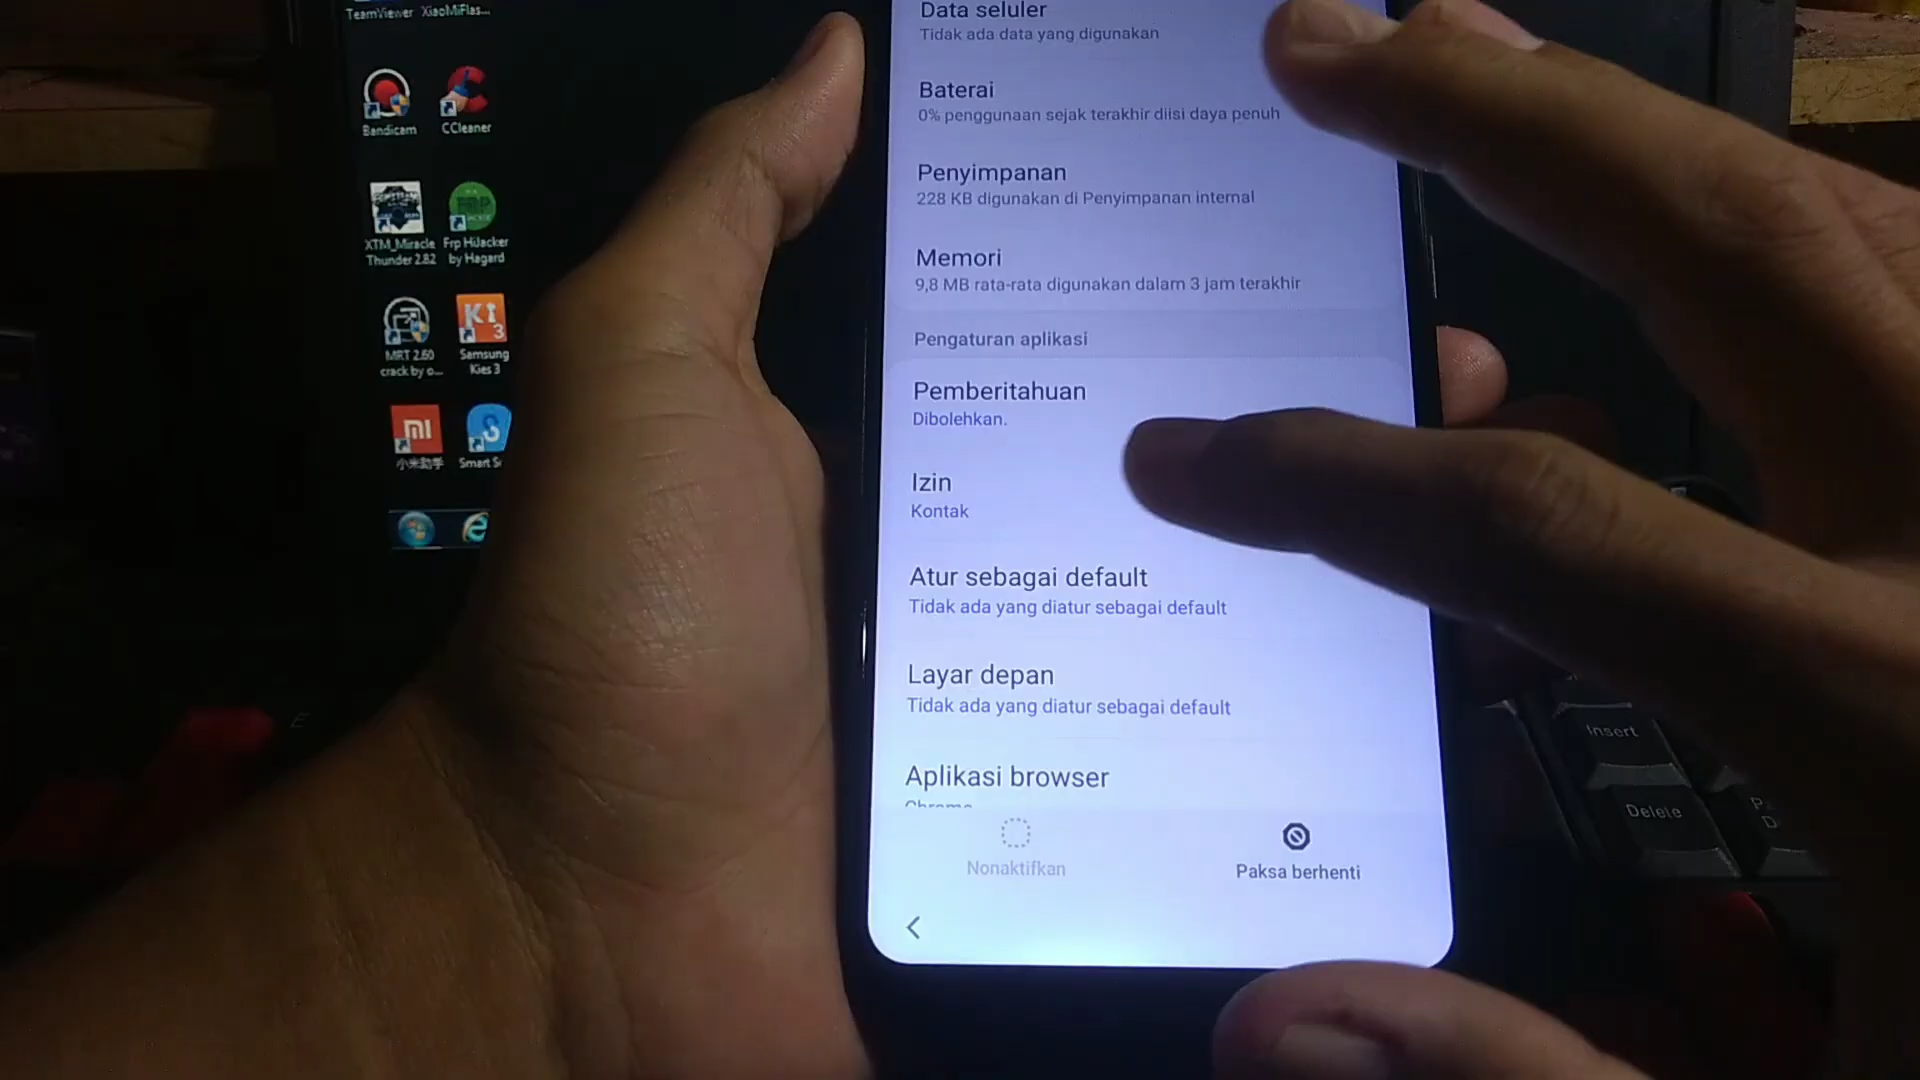 TeamViewer
XiaoMiFlas...
Bandicam
CCleaner
XTM_Miracle
Thunder 2.82
Frp HiJacker
by Hagard
MRT 2.60
crack by o...
Ki
3
Samsung
Kies 3
mi
Smart S
Data seluler
Tidak ada data yang digunakan
Baterai
0% penggunaan sejak terakhir diisi daya penuh
Penyimpanan
228 KB digunakan di Penyimpanan internal
Memori
9,8 MB rata-rata digunakan dalam 3 jam terakhir
Pengaturan aplikasi
Pemberitahuan
Dibolehkan.
Izin
Kontak
Atur sebagai default
Tidak ada yang diatur sebagai default
Layar depan
Tidak ada yang diatur sebagai default
Aplikasi browser
Chrome
Nonaktifkan
Paksa berhenti
Insert
Delete
E